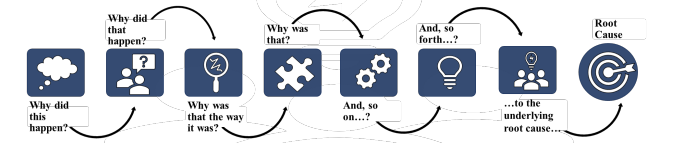 Why did
this
happen?
Why did
that
happen?
?
Why was
that the way
it was?
Why was
that?
And, so
on…?
And, so
forth…?
…to the
underlying
root cause…
Root
Cause